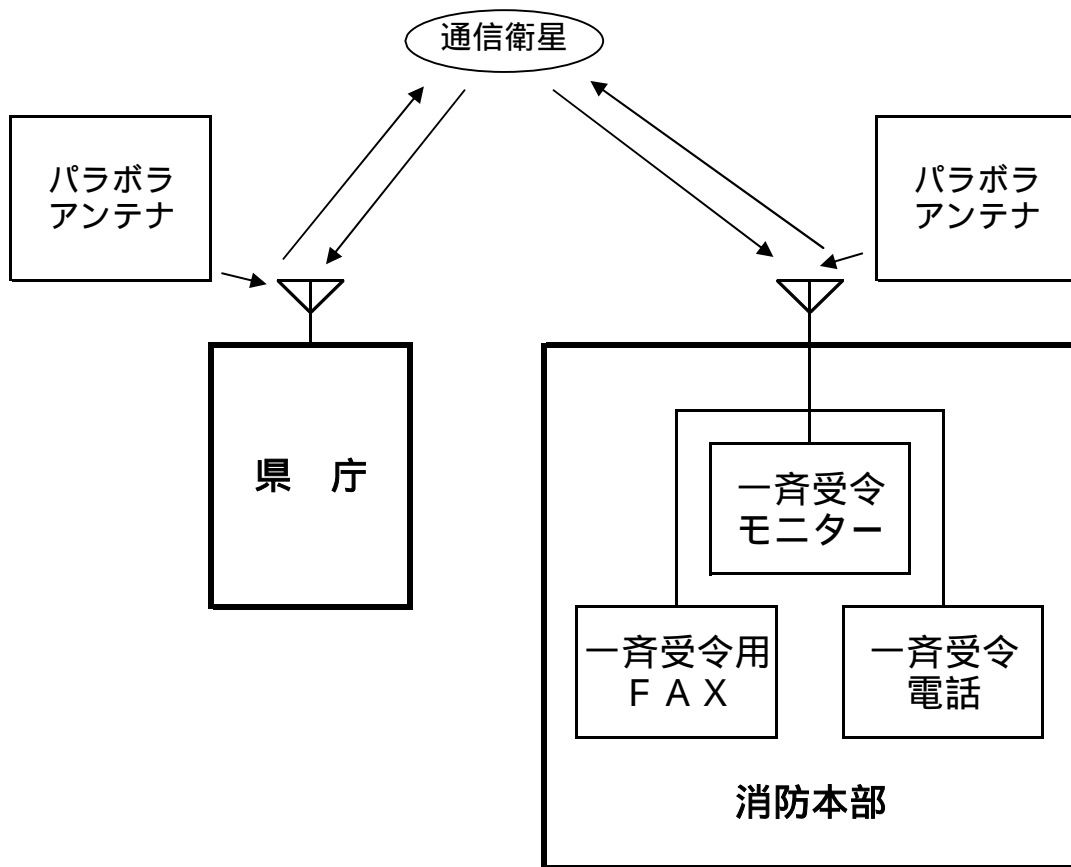 通信衛星
パラボラ
アンテナ
パラボラ
アンテナ
県　庁
一斉受令
モニター
一斉受令用
ＦＡＸ
一斉受令
電話
消防本部